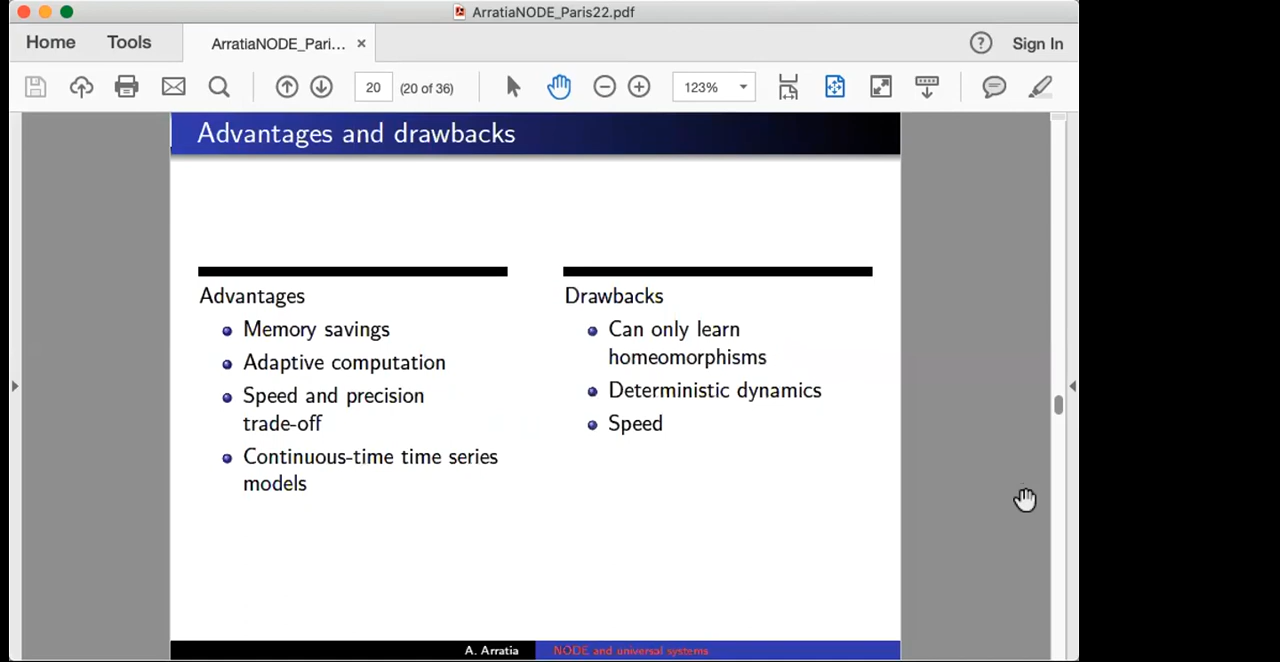 ArratiaNODE_Paris22.pdf
Home Tools ArratiaNODE_Pari... × ? Sign In
20 (20 of 36) 123%
Advantages and drawbacks
Advantages
Memory savings
Adaptive computation
Speed and precision
trade-off
Continuous-time time series
models
Drawbacks
Can only learn
homeomorphisms
Deterministic dynamics
Speed
A. Arratia NODE and universal systems